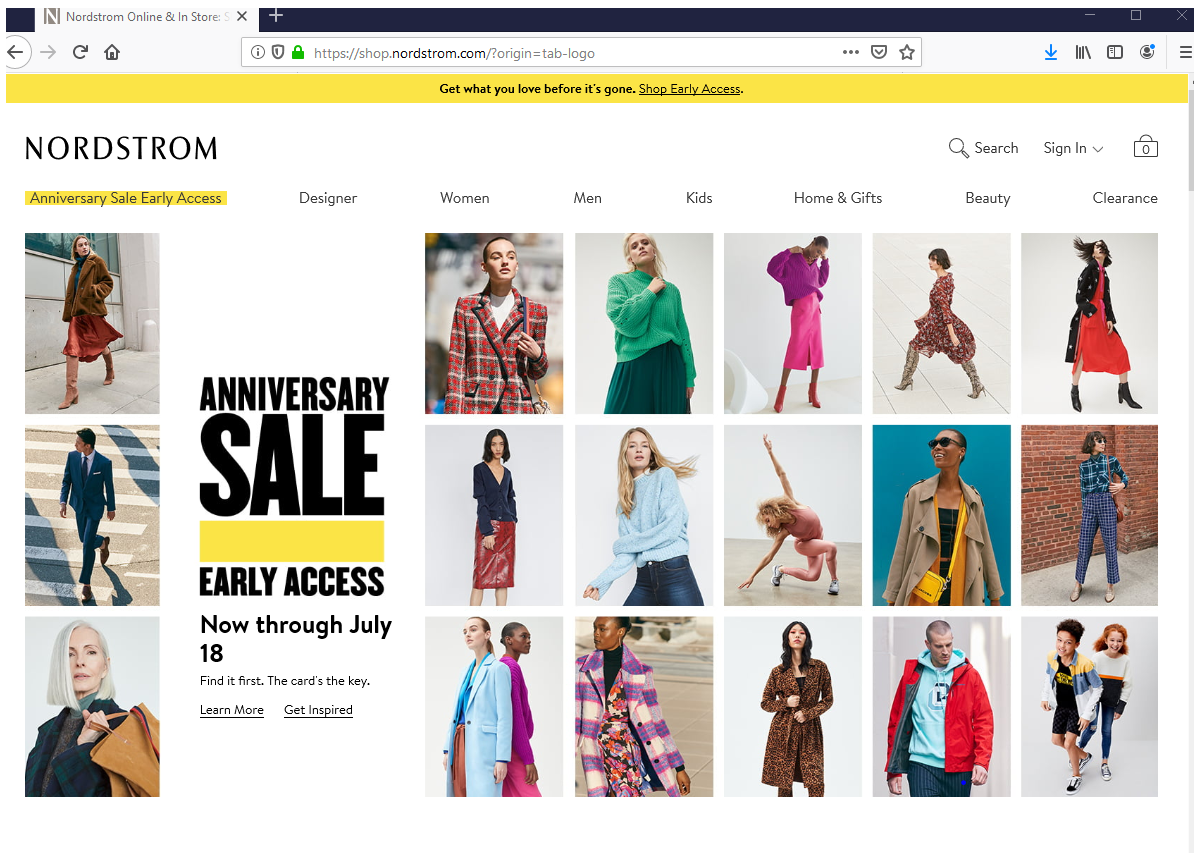 Nordstrom Online & In Store: S
https://shop.nordstrom.com/?origin=tab-logo
Get what you love before it's gone. Shop Early Access.
NORDSTROM
Search
Sign In
0
Anniversary Sale Early Access
Designer
Women
Men
Kids
Home & Gifts
Beauty
Clearance
ANNIVERSARY
SALE
EARLY ACCESS
Now through July
18
Find it first. The card's the key.
Learn More
Get Inspired